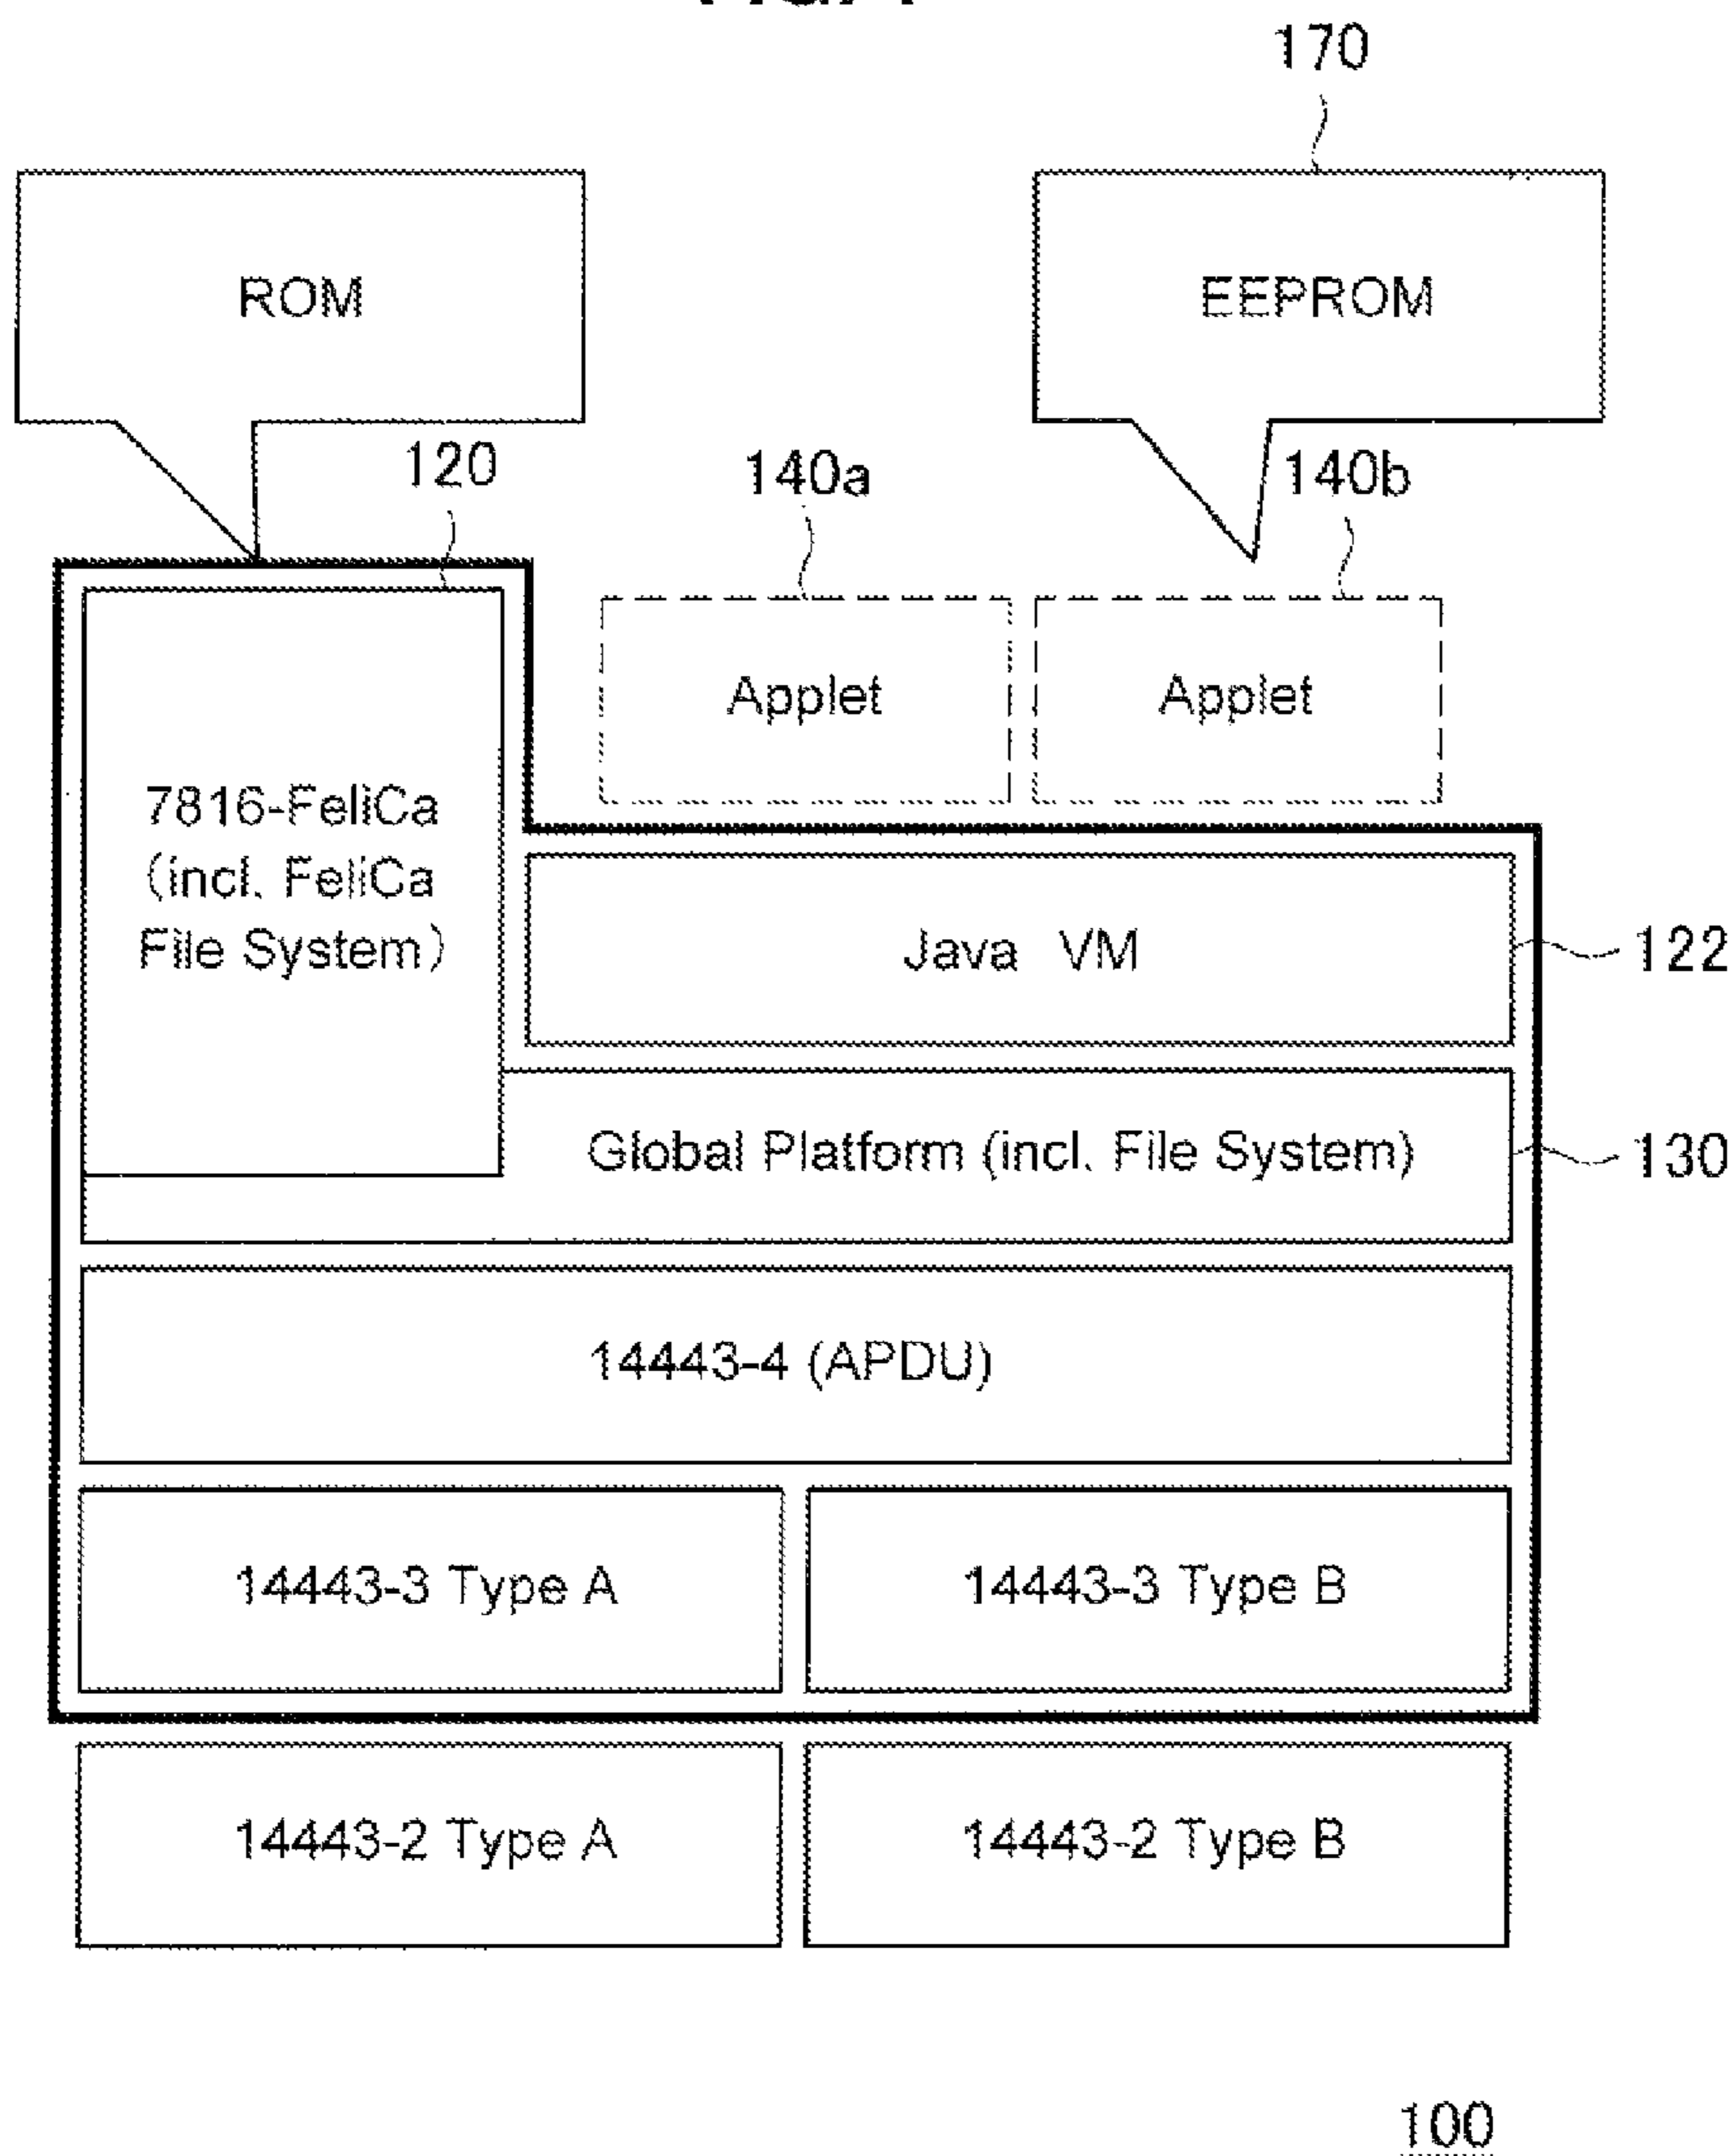 170
ROM
EEPROM
120
140a
140b
Applet
Applet
7816-FeliCa
(incl. FeliCa
File System)
Java VM
122
Global Platform (incl. File System)
130
14443-4 (APDU)
14443-3 Type A
14443-3 Type B
14443-2 Type A
14443-2 Type B
100